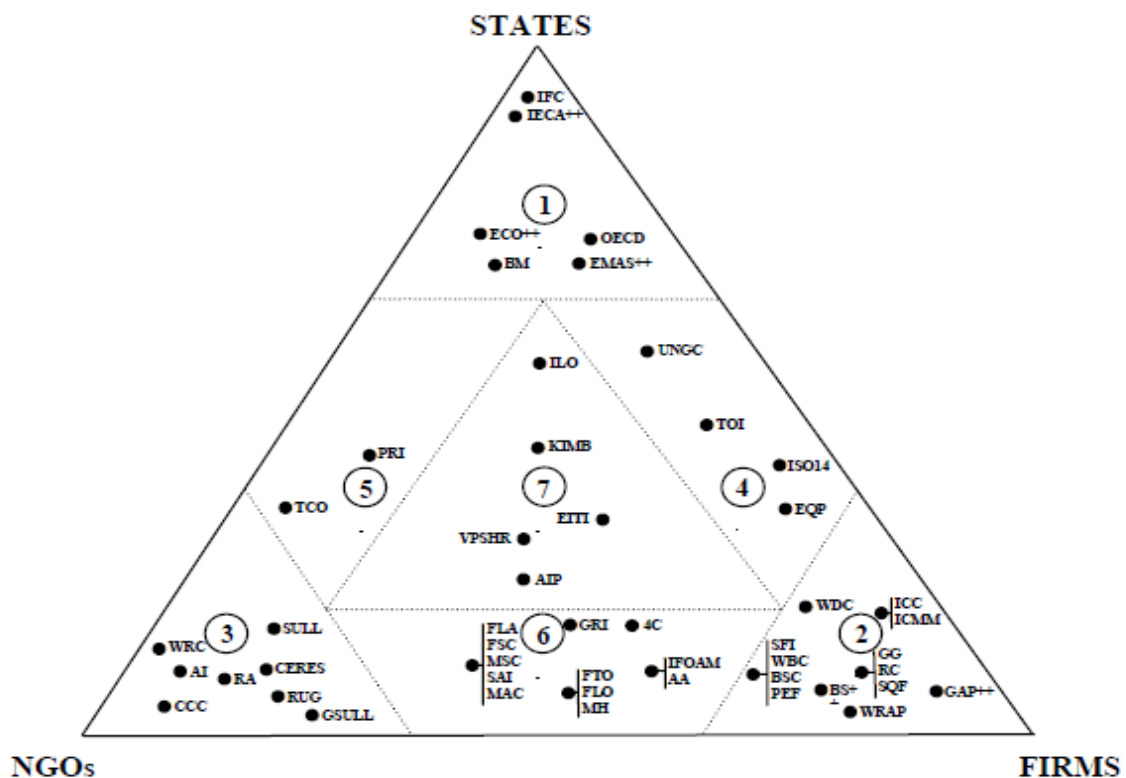 STATES
IFC
IECA++
1
ECO++
OECD
BM
EMAS++
UNGC
ILO
TOI
KIMB
PRI
ISO14
5
7
4
TCO
EQP
EITI
VPSHR
AIP
WDC
ICC
ICMM
3
SULL
FLA
FSC
MSC
SAI
MAC
6
GRI
4C
2
WRC
AI
RA
CERES
CCC
RUG
GSULL
FTO
FLO
MH
IFOAM
AA
SFI
WBC
BSC
PEF
GG
RC
SQF
BS+
+
GAP++
WRAP
NGOs
FIRMS